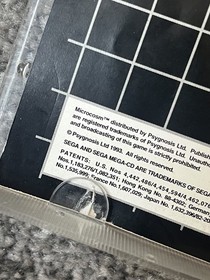 Microcosm™ distributed by Psygnosis Ltd.
are registered trademarks of Psygnosis Ltd.
and broadcasting of this game is strictly prohibited.
© Psygnosis Ltd 1993. All rights reserved.
SEGA AND SEGA MEGA-CD ARE TRADEMARKS OF SEGA
PATENTS: U.S. Nos 4,442,486/4,454,594/4,462,076
Nos.1,183,276/1,082,351; Hong Kong No. 88-4302; German
No.1,535,999; France No.1,607,029; Japan No. 1,632,396/82-20